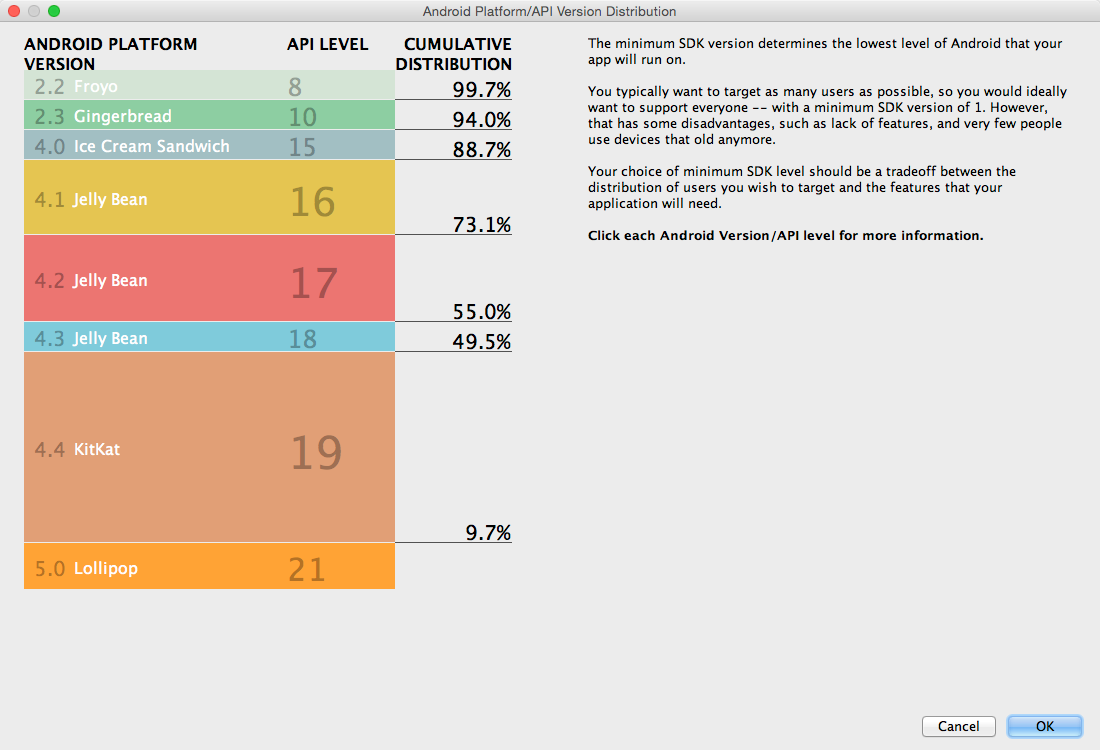 Android Platform/API Version Distribution
ANDROID PLATFORM VERSION API LEVEL CUMULATIVE DISTRIBUTION
2.2 Froyo 8 99.7%
2.3 Gingerbread 10 94.0%
4.0 Ice Cream Sandwich 15 88.7%
4.1 Jelly Bean 16 73.1%
4.2 Jelly Bean 17 55.0%
4.3 Jelly Bean 18 49.5%
4.4 KitKat 19 9.7%
5.0 Lollipop 21
The minimum SDK version determines the lowest level of Android that your
app will run on.
You typically want to target as many users as possible, so you would ideally
want to support everyone -- with a minimum SDK version of 1. However,
that has some disadvantages, such as lack of features, and very few people
use devices that old anymore.
Your choice of minimum SDK level should be a tradeoff between the
distribution of users you wish to target and the features that your
application will need.
Click each Android Version/API level for more information.
Cancel OK